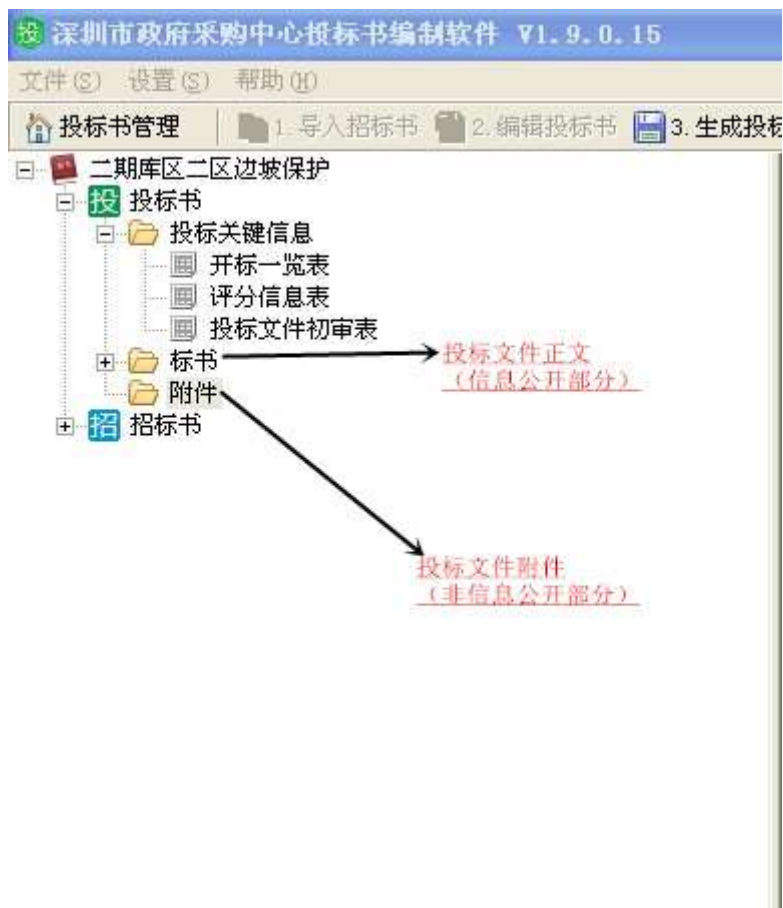 投 深圳市政府采购中心投标书编制软件 V1.9.0.15
文件(S) 设置(S) 帮助(H)
投标书管理 1. 导入招标书 2. 编辑投标书 3. 生成投标
二期库区二区边坡保护
投 投标书
投标关键信息
开标一览表
评分信息表
投标文件初审表
标书
投标文件正文
（信息公开部分）
附件
招 招标书
投标文件附件
（非信息公开部分）